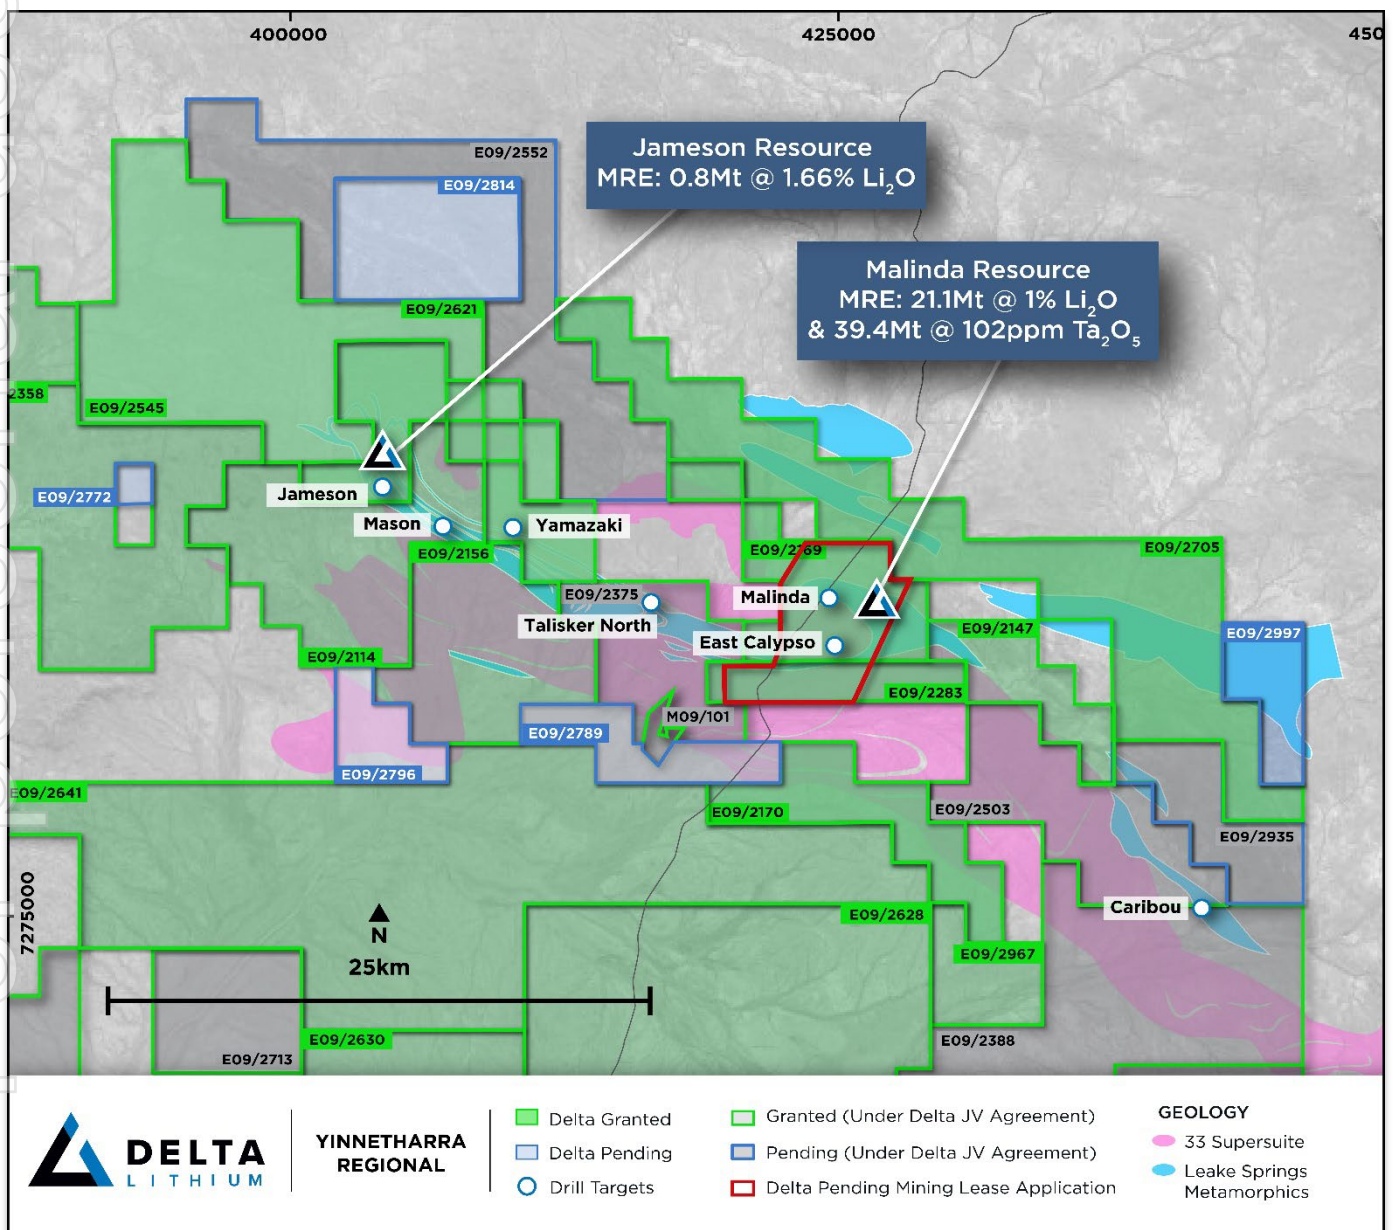 400000
425000
450
E09/2552
E09/2814
Jameson Resource
MRE: 0.8Mt @ 1.66% Li₂O
Malinda Resource
MRE: 21.1Mt @ 1% Li₂O
& 39.4Mt @ 102ppm Ta₂O₅
E09/2621
2358
E09/2545
E09/2772
Jameson
Mason
Yamazaki
E09/2156
E09/2169
E09/2705
E09/2375
Malinda
Talisker North
East Calypso
E09/2147
E09/2997
E09/2114
E09/2283
M09/101
E09/2789
E09/2796
E09/2641
E09/2170
E09/2503
E09/2935
7275000
N
25km
Caribou
E09/2628
E09/2967
E09/2630
E09/2713
E09/2388
DELTA
LITHIUM
YINNETHARRA
REGIONAL
Delta Granted
Delta Pending
Drill Targets
Granted (Under Delta JV Agreement)
Pending (Under Delta JV Agreement)
Delta Pending Mining Lease Application
GEOLOGY
33 Supersuite
Leake Springs
Metamorphics